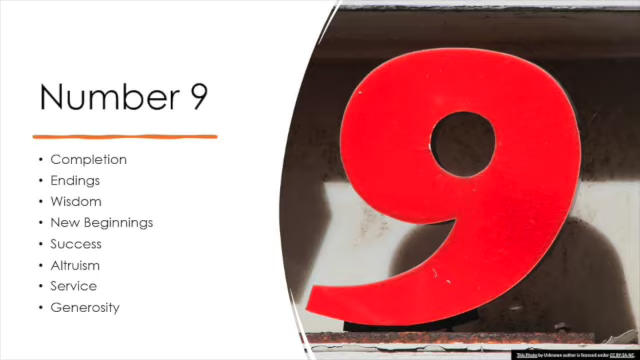 Number 9
• Completion
• Endings
• Wisdom
• New Beginnings
• Success
• Altruism
• Service
• Generosity
9
This Photo by Unknown author is licensed under CC BY-SA-NC.